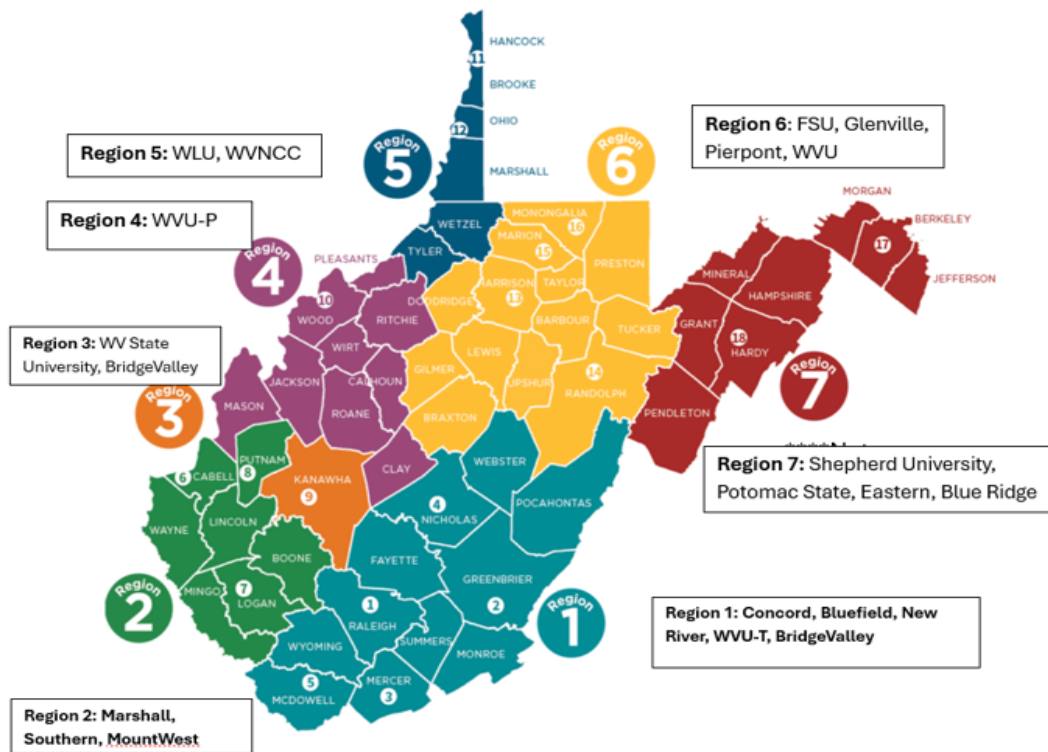 HANCOCK
11
BROOKE
OHIO
12
MARSHALL
Region 5: WLU, WVNCC
Region
5
Region
6
Region 6: FSU, Glenville,
Pierpont, WVU
Region 4: WVU-P
WETZEL
TYLER
MONONGALIA
16
MARION
15
PRESTON
MORGAN
BERKELEY
17
JEFFERSON
Region
4
PLEASANTS
10
WOOD
RITCHIE
DODDRIDGE
HARRISON
13
TAYLOR
BARBOUR
TUCKER
MINERAL
HAMPSHIRE
GRANT
18
HARDY
Region 3: WV State
University, BridgeValley
WIRT
JACKSON
CALHOUN
ROANE
MASON
GILMER
LEWIS
UPSHUR
14
RANDOLPH
BRAXTON
PENDLETON
Region
7
Region
3
Region 7: Shepherd University,
Potomac State, Eastern, Blue Ridge
PUTNAM
8
6
CABELL
KANAWHA
9
CLAY
WEBSTER
4
NICHOLAS
POCAHONTAS
WAYNE
LINCOLN
BOONE
FAYETTE
GREENBRIER
2
Region
2
MINGO
7
LOGAN
1
RALEIGH
SUMMERS
MONROE
WYOMING
5
MCDOWELL
MERCER
3
Region
1
Region 1: Concord, Bluefield, New
River, WVU-T, BridgeValley
Region 2: Marshall,
Southern, MountWest